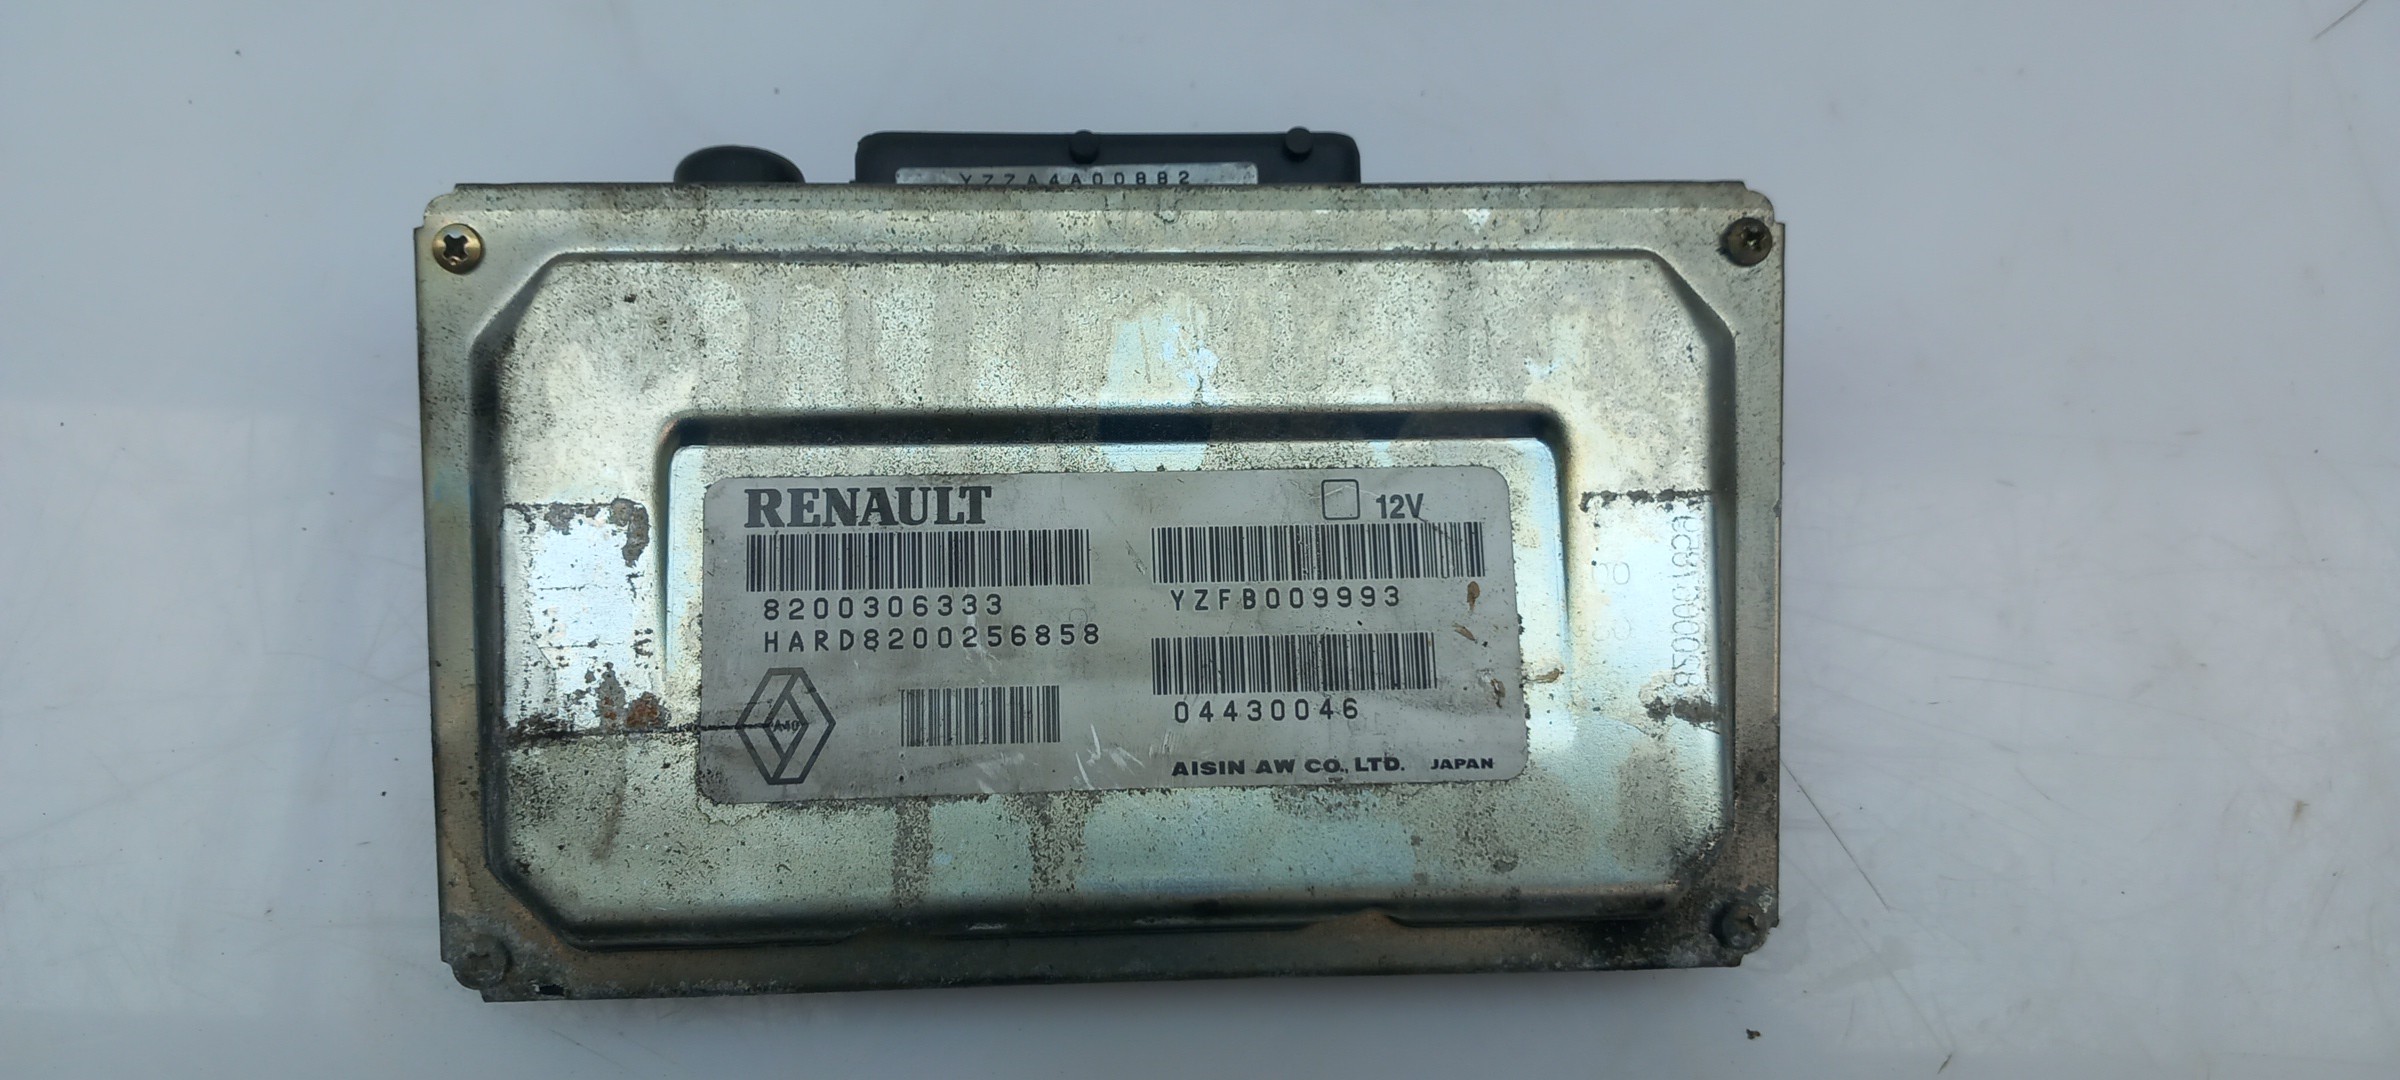 YZZA4A00882
RENAULT
12V
8200306333
HARD8200256858
YZFB009993
04430046
AISIN AW CO., LTD. JAPAN